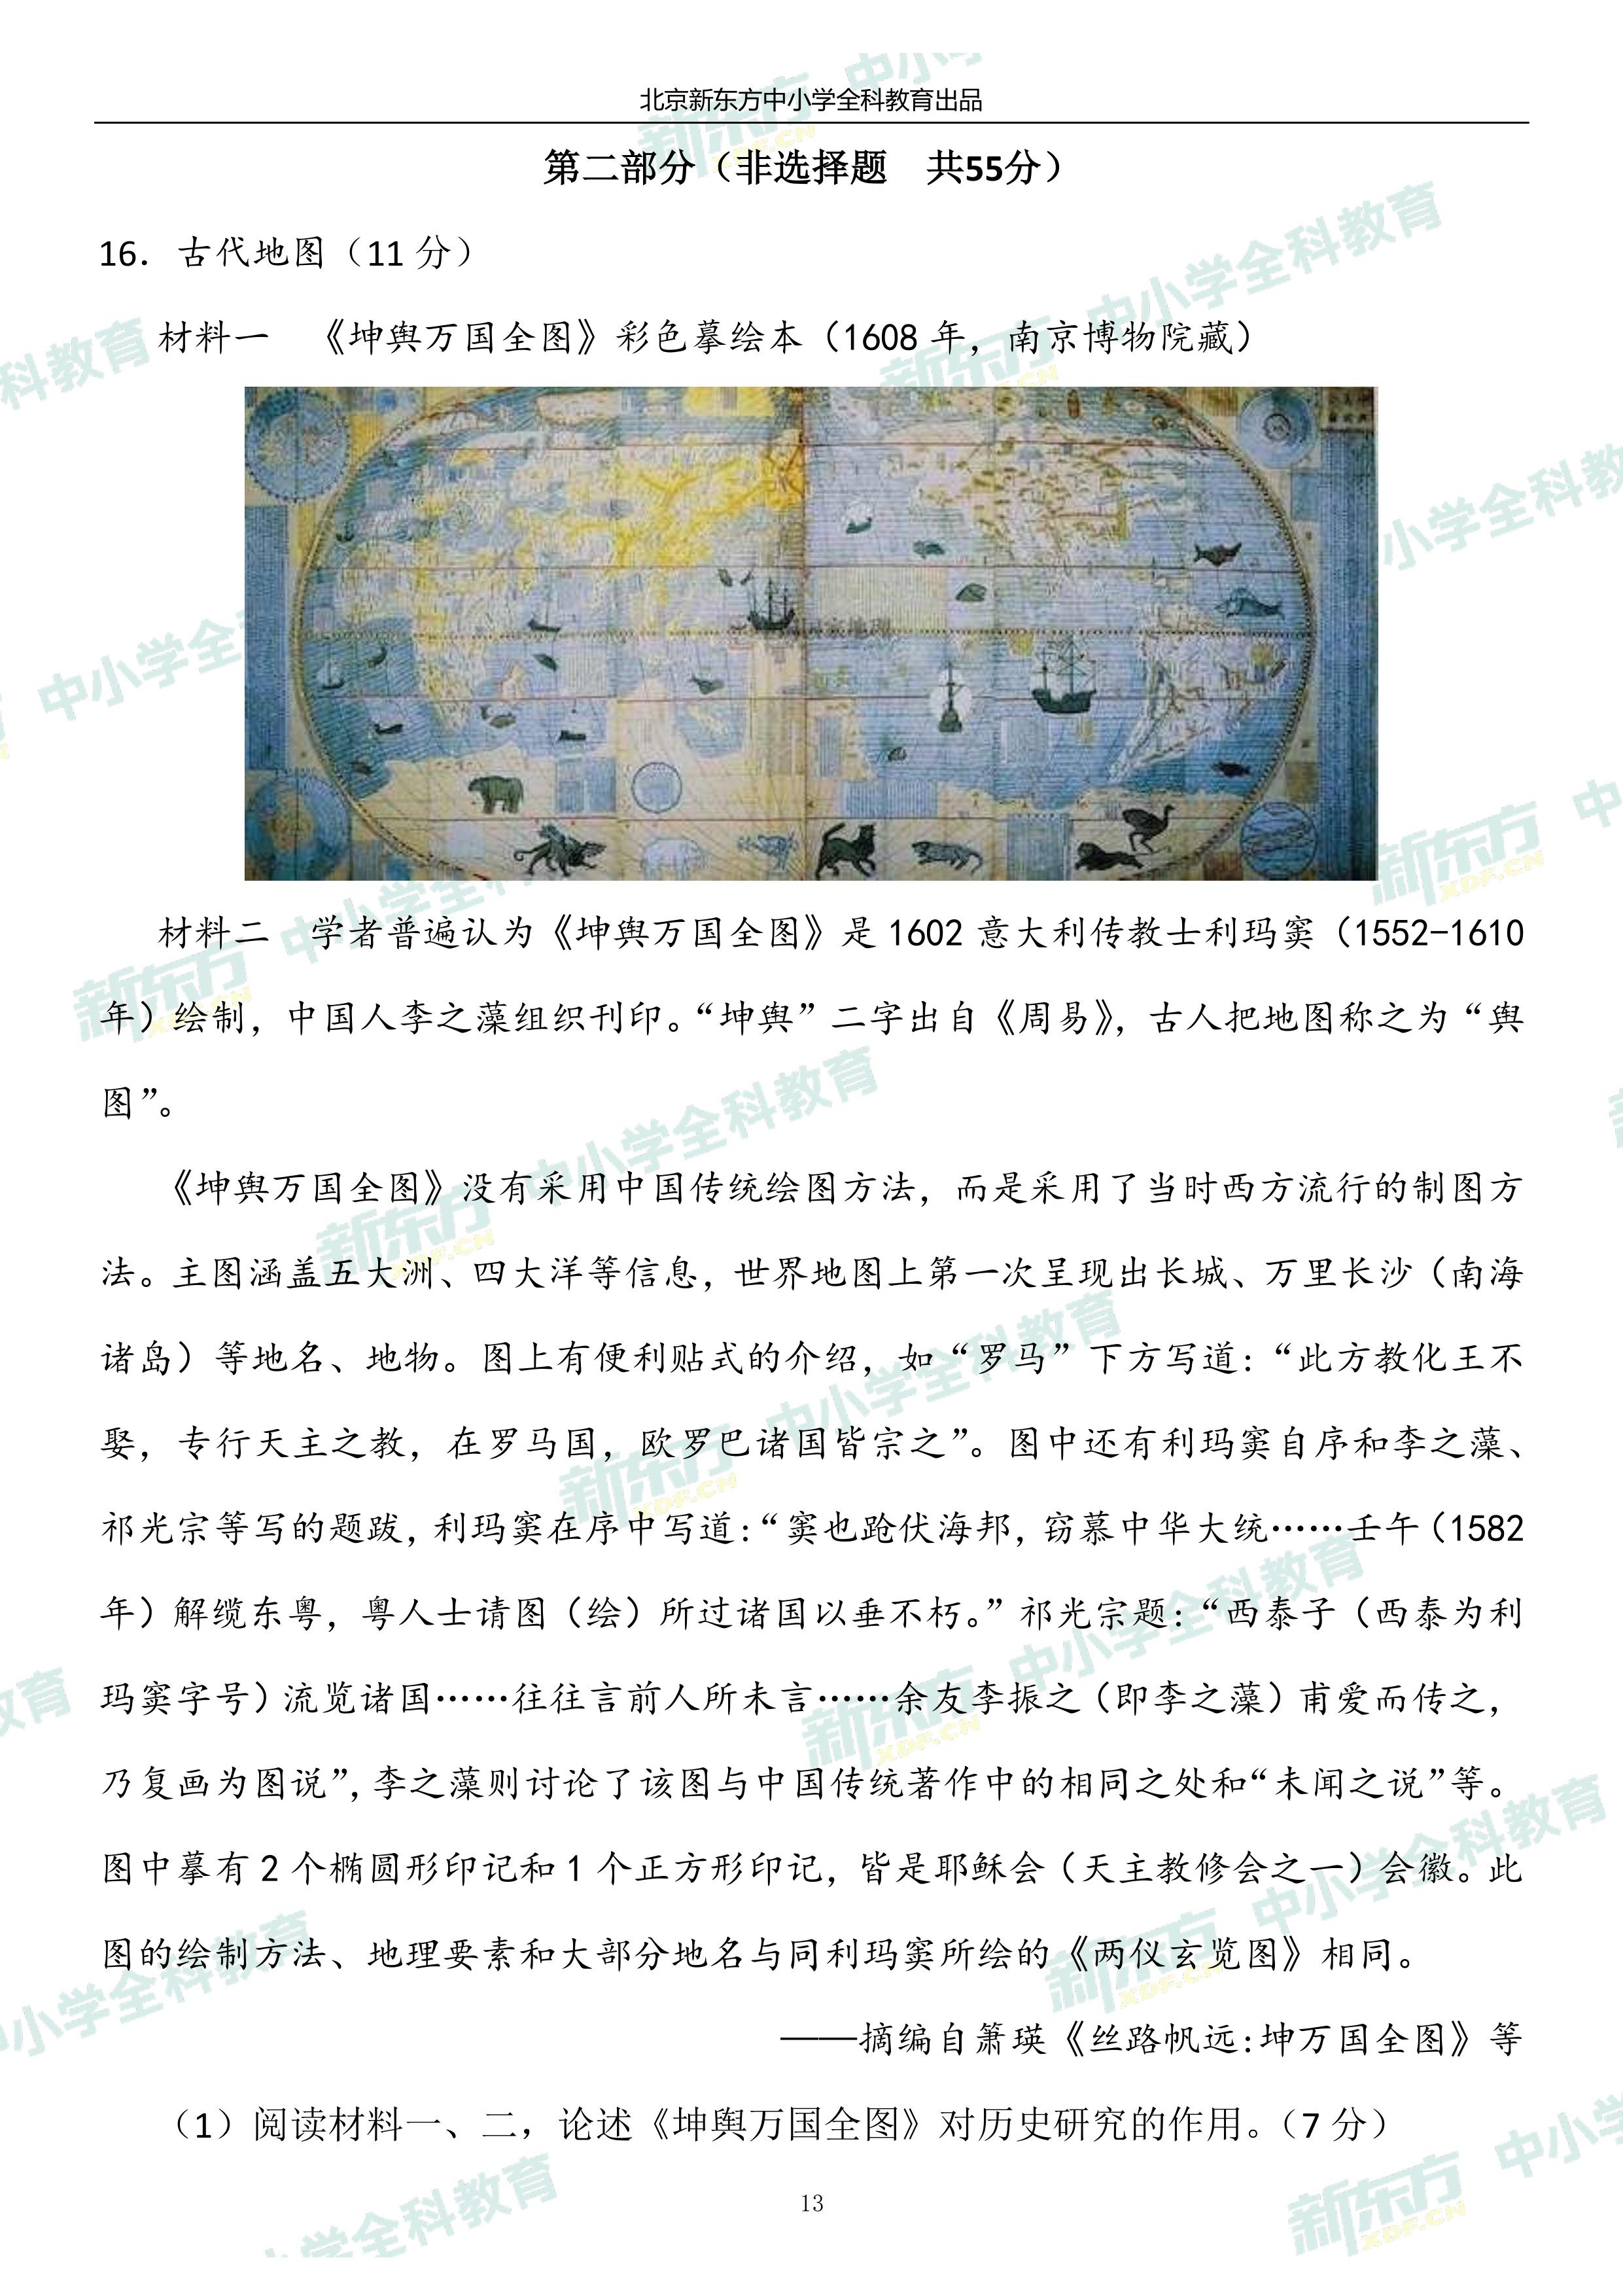 北京新东方中小学全科教育出品
第二部分（非选择题　共55分）
16．古代地图（11 分）
材料一　《坤舆万国全图》彩色摹绘本（1608 年，南京博物院藏）
材料二　学者普遍认为《坤舆万国全图》是 1602 意大利传教士利玛窦（1552-1610
年）绘制，中国人李之藻组织刊印。“坤舆”二字出自《周易》，古人把地图称之为“舆
图”。
《坤舆万国全图》没有采用中国传统绘图方法，而是采用了当时西方流行的制图方
法。主图涵盖五大洲、四大洋等信息，世界地图上第一次呈现出长城、万里长沙（南海
诸岛）等地名、地物。图上有便利贴式的介绍，如“罗马”下方写道：“此方教化王不
娶，专行天主之教，在罗马国，欧罗巴诸国皆宗之”。图中还有利玛窦自序和李之藻、
祁光宗等写的题跋，利玛窦在序中写道：“窦也跄伏海邦，窃慕中华大统……壬午（1582
年）解缆东粤，粤人士请图（绘）所过诸国以垂不朽。”祁光宗题：“西泰子（西泰为利
玛窦字号）流览诸国……往往言前人所未言……余友李振之（即李之藻）甫爱而传之，
乃复画为图说”，李之藻则讨论了该图与中国传统著作中的相同之处和“未闻之说”等。
图中摹有 2 个椭圆形印记和 1 个正方形印记，皆是耶稣会（天主教修会之一）会徽。此
图的绘制方法、地理要素和大部分地名与同利玛窦所绘的《两仪玄览图》相同。
——摘编自箫瑛《丝路帆远：坤万国全图》等
（1）阅读材料一、二，论述《坤舆万国全图》对历史研究的作用。（7 分）
13
新东方 XDF.CN 中小学全科教育